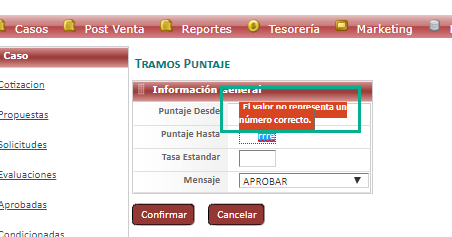 Casos Post Venta Reportes Tesorería Marketing
Caso
Cotizacion
Propuestas
Solicitudes
Evaluaciones
Aprobadas
Condicionadas
TRAMOS PUNTAJE
Información General
Puntaje Desde
El valor no representa un
número correcto.
Puntaje Hasta
Tasa Estandar
Mensaje APROBAR
Confirmar Cancelar